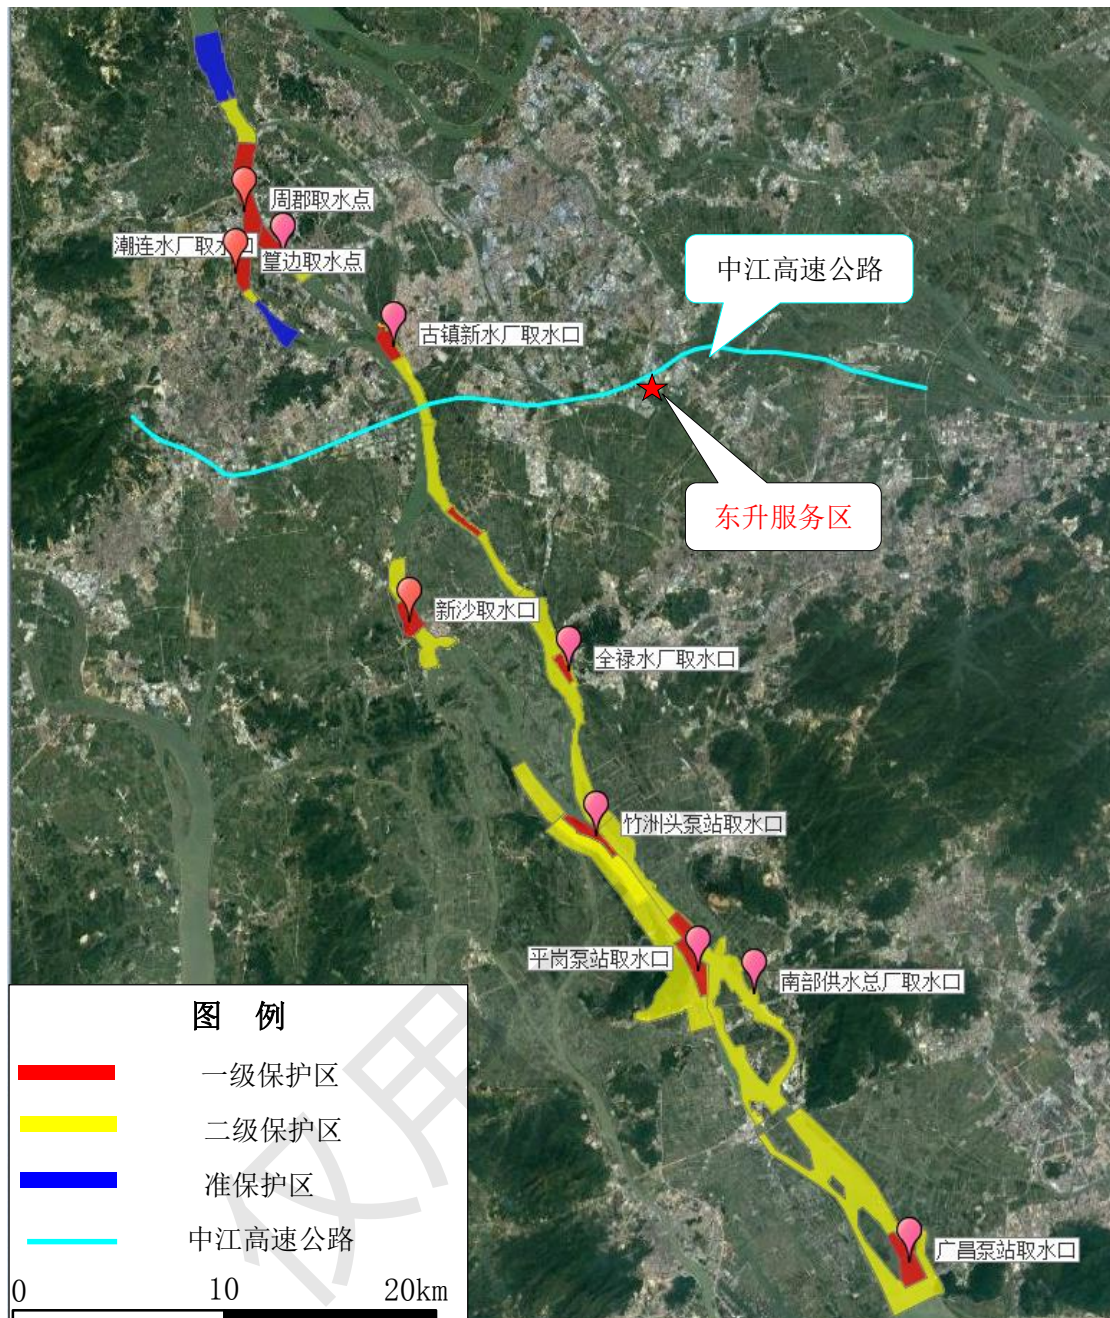 周郡取水点
潮连水厂取水口
篁边取水点
中江高速公路
古镇新水厂取水口
东升服务区
新沙取水口
全禄水厂取水口
竹洲头泵站取水口
平岗泵站取水口
南部供水总厂取水口
广昌泵站取水口
图 例
一级保护区
二级保护区
准保护区
中江高速公路
0 10 20km
仅用